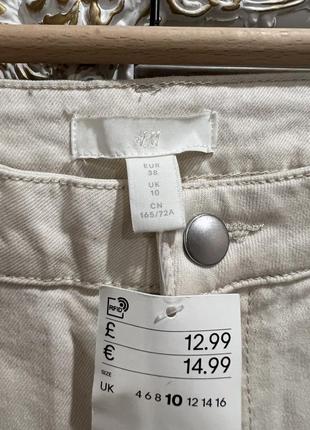 H&M
EUR
38
UK
10
CN
165/72A
RFID
£ 12.99
€ 14.99
SIZE
UK 4 6 8 10 12 14 16